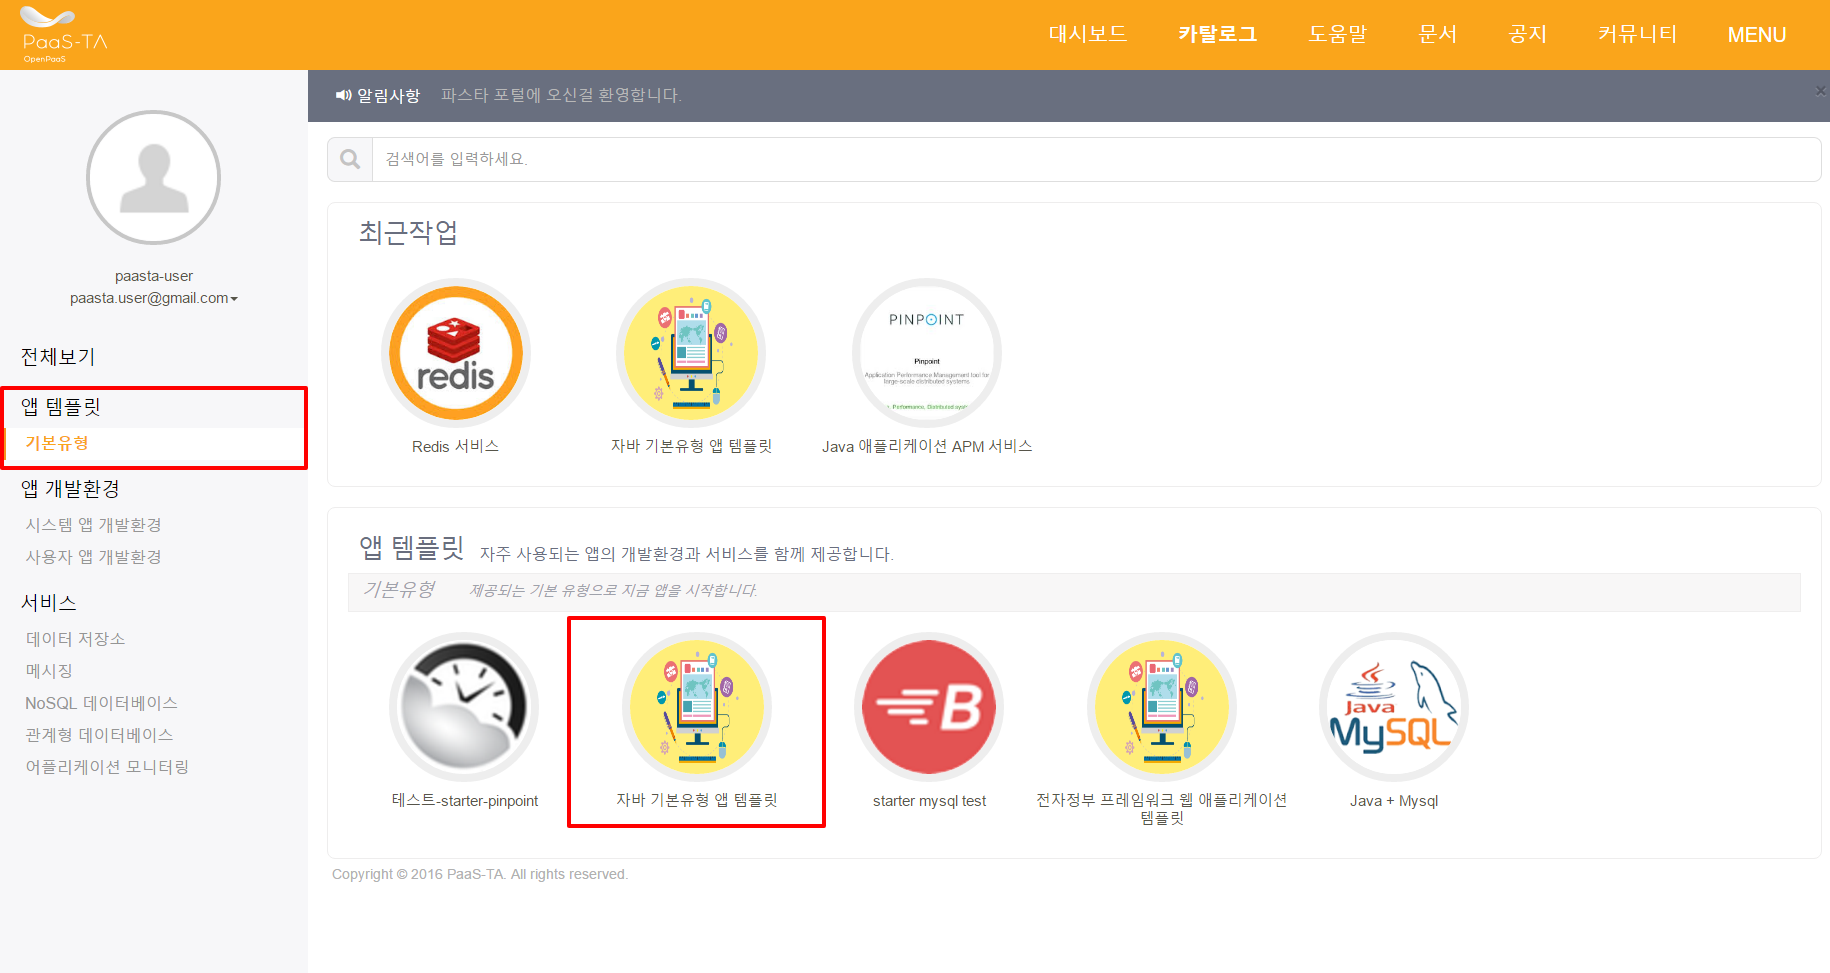 PaaS-TA
OpenPaaS
대시보드 카탈로그 도움말 문서 공지 커뮤니티 MENU
알림사항 파스타 포털에 오신걸 환영합니다.
×
검색어를 입력하세요.
paasta-user
paasta.user@gmail.com
전체보기
앱 템플릿
기본유형
앱 개발환경
시스템 앱 개발환경
사용자 앱 개발환경
서비스
데이터 저장소
메시징
NoSQL 데이터베이스
관계형 데이터베이스
어플리케이션 모니터링
최근작업
redis
PINPOINT
Pinpoint
Application Performance Management tool for
large-scale distributed systems
Performance, Distributed
Redis 서비스
자바 기본유형 앱 템플릿
Java 애플리케이션 APM 서비스
앱 템플릿 자주 사용되는 앱의 개발환경과 서비스를 함께 제공합니다.
기본유형 제공되는 기본 유형으로 지금 앱을 시작합니다.
B
Java
MySQL
테스트-starter-pinpoint
자바 기본유형 앱 템플릿
starter mysql test
전자정부 프레임워크 웹 애플리케이션
템플릿
Java + Mysql
Copyright © 2016 PaaS-TA. All rights reserved.